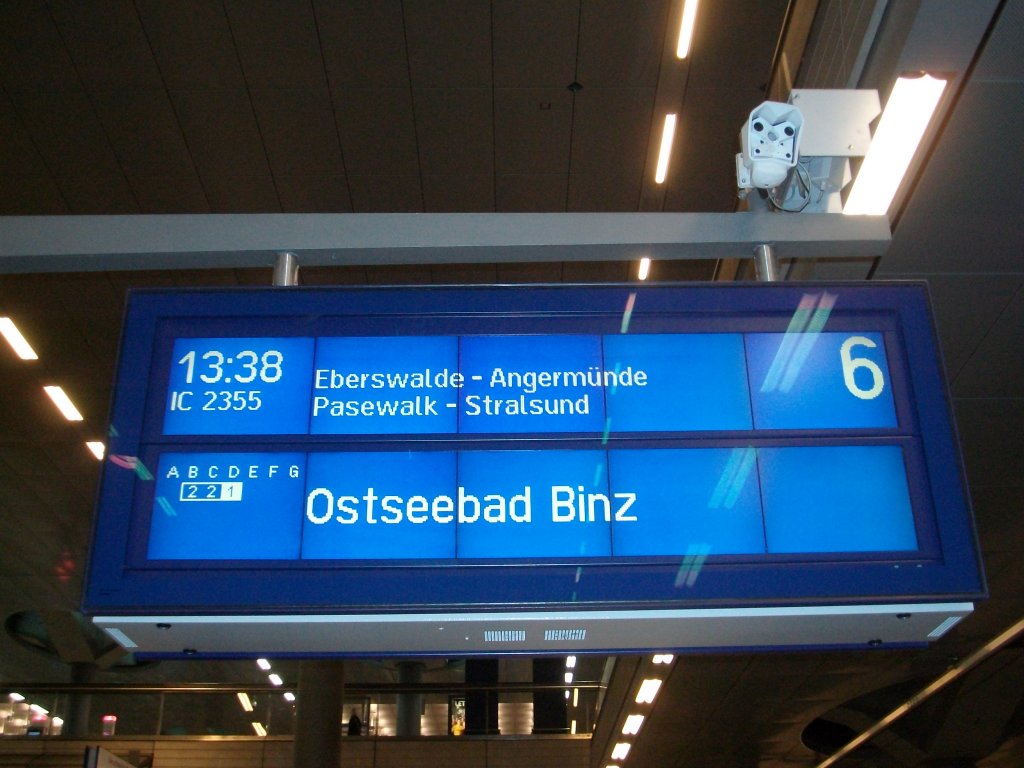 13:38
IC 2355
Eberswalde - Angermünde
Pasewalk - Stralsund
6
A B C D E F G
2 2 1
Ostseebad Binz